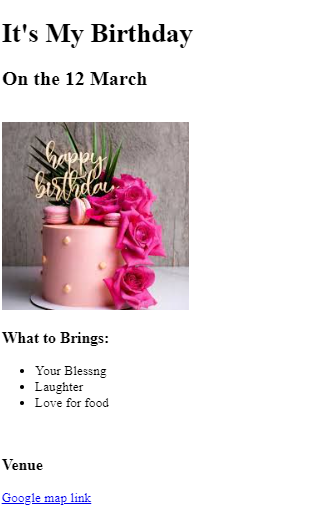 It's My Birthday
On the 12 March
happy
birthday
What to Brings:
Your Blessng
Laughter
Love for food
Venue
Google map link